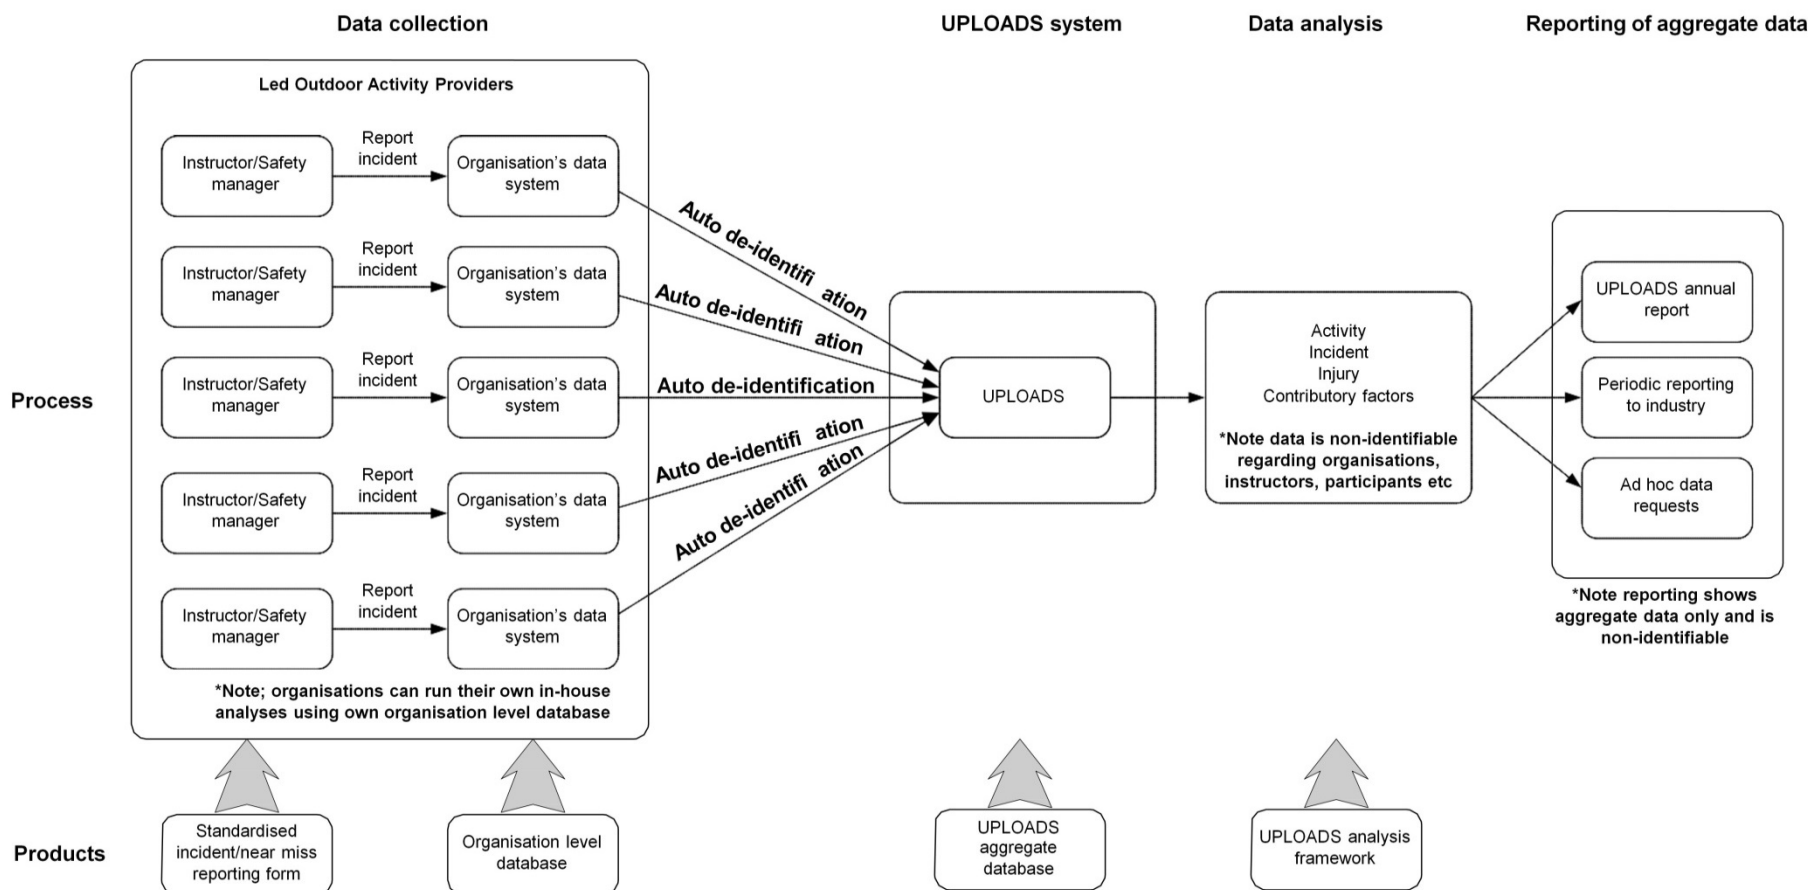 Data collection
UPLOADS system
Data analysis
Reporting of aggregate data
Led Outdoor Activity Providers
Instructor/Safety
manager
Report
incident
Organisation's data
system
Instructor/Safety
manager
Report
incident
Organisation's data
system
Instructor/Safety
manager
Report
incident
Organisation's data
system
Instructor/Safety
manager
Report
incident
Organisation's data
system
Instructor/Safety
manager
Report
incident
Organisation's data
system
*Note; organisations can run their own in-house
analyses using own organisation level database
Auto de-identifi ation
Auto de-identifi ation
Auto de-identification
Auto de-identifi ation
Auto de-identifi ation
UPLOADS
Activity
Incident
Injury
Contributory factors
*Note data is non-identifiable
regarding organisations,
instructors, participants etc
UPLOADS annual
report
Periodic reporting
to industry
Ad hoc data
requests
*Note reporting shows
aggregate data only and is
non-identifiable
Process
Products
Standardised
incident/near miss
reporting form
Organisation level
database
UPLOADS
aggregate
database
UPLOADS analysis
framework